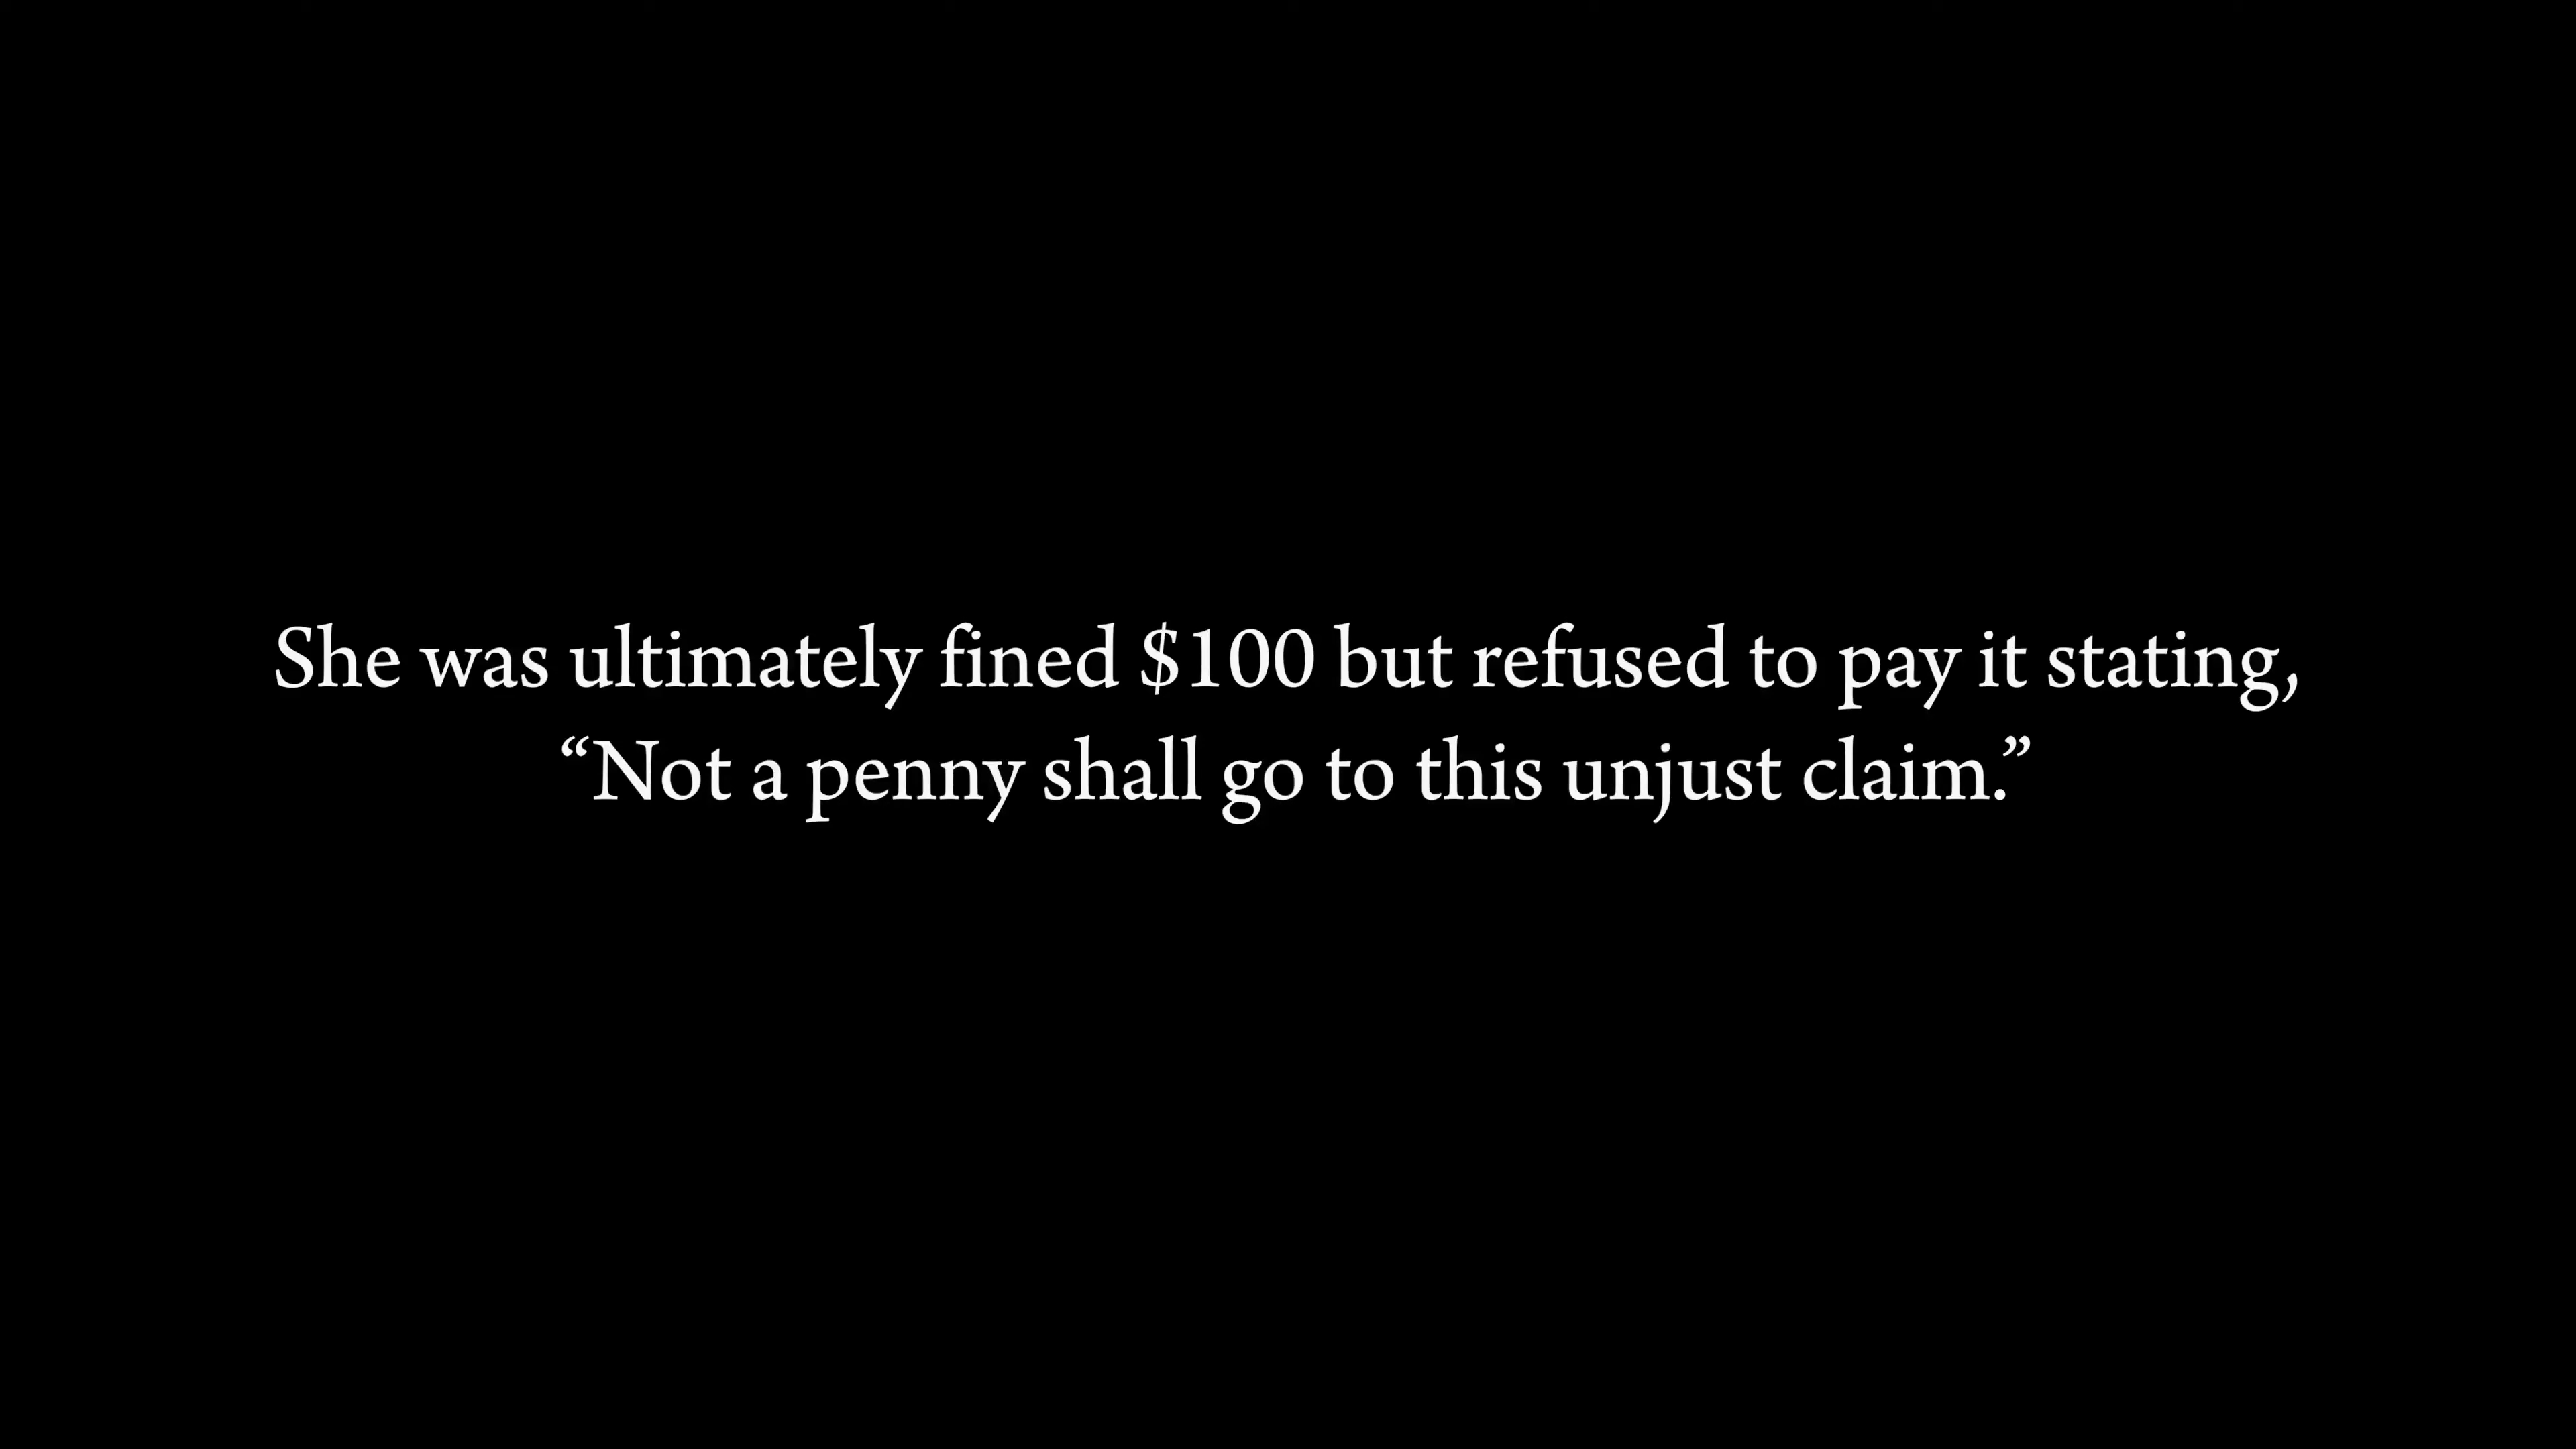 She was ultimately fined $100 but refused to pay it stating,
“Not a penny shall go to this unjust claim.”